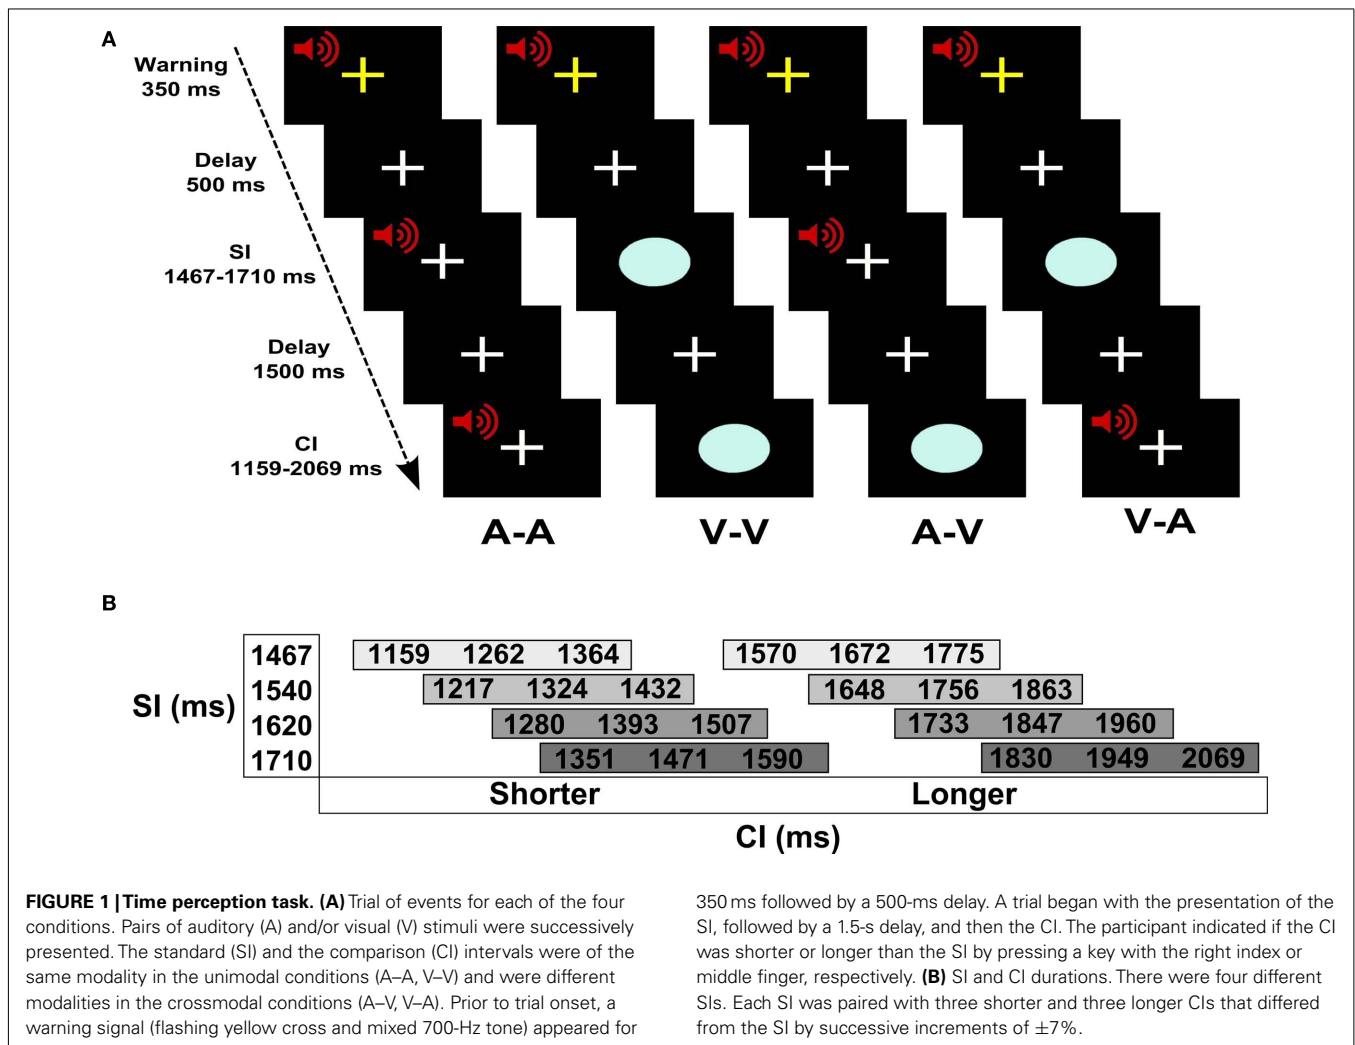 A
Warning
350 ms
Delay
500 ms
SI
1467-1710 ms
Delay
1500 ms
CI
1159-2069 ms
A-A V-V A-V V-A
B
SI (ms)
1467 1159 1262 1364 1570 1672 1775
1540 1217 1324 1432 1648 1756 1863
1620 1280 1393 1507 1733 1847 1960
1710 1351 1471 1590 1830 1949 2069
Shorter Longer
CI (ms)
FIGURE 1 | Time perception task. (A) Trial of events for each of the four
conditions. Pairs of auditory (A) and/or visual (V) stimuli were successively
presented. The standard (SI) and the comparison (CI) intervals were of the
same modality in the unimodal conditions (A–A, V–V) and were different
modalities in the crossmodal conditions (A–V, V–A). Prior to trial onset, a
warning signal (flashing yellow cross and mixed 700-Hz tone) appeared for
350 ms followed by a 500-ms delay. A trial began with the presentation of the
SI, followed by a 1.5-s delay, and then the CI. The participant indicated if the CI
was shorter or longer than the SI by pressing a key with the right index or
middle finger, respectively. (B) SI and CI durations. There were four different
SIs. Each SI was paired with three shorter and three longer CIs that differed
from the SI by successive increments of ±7%.